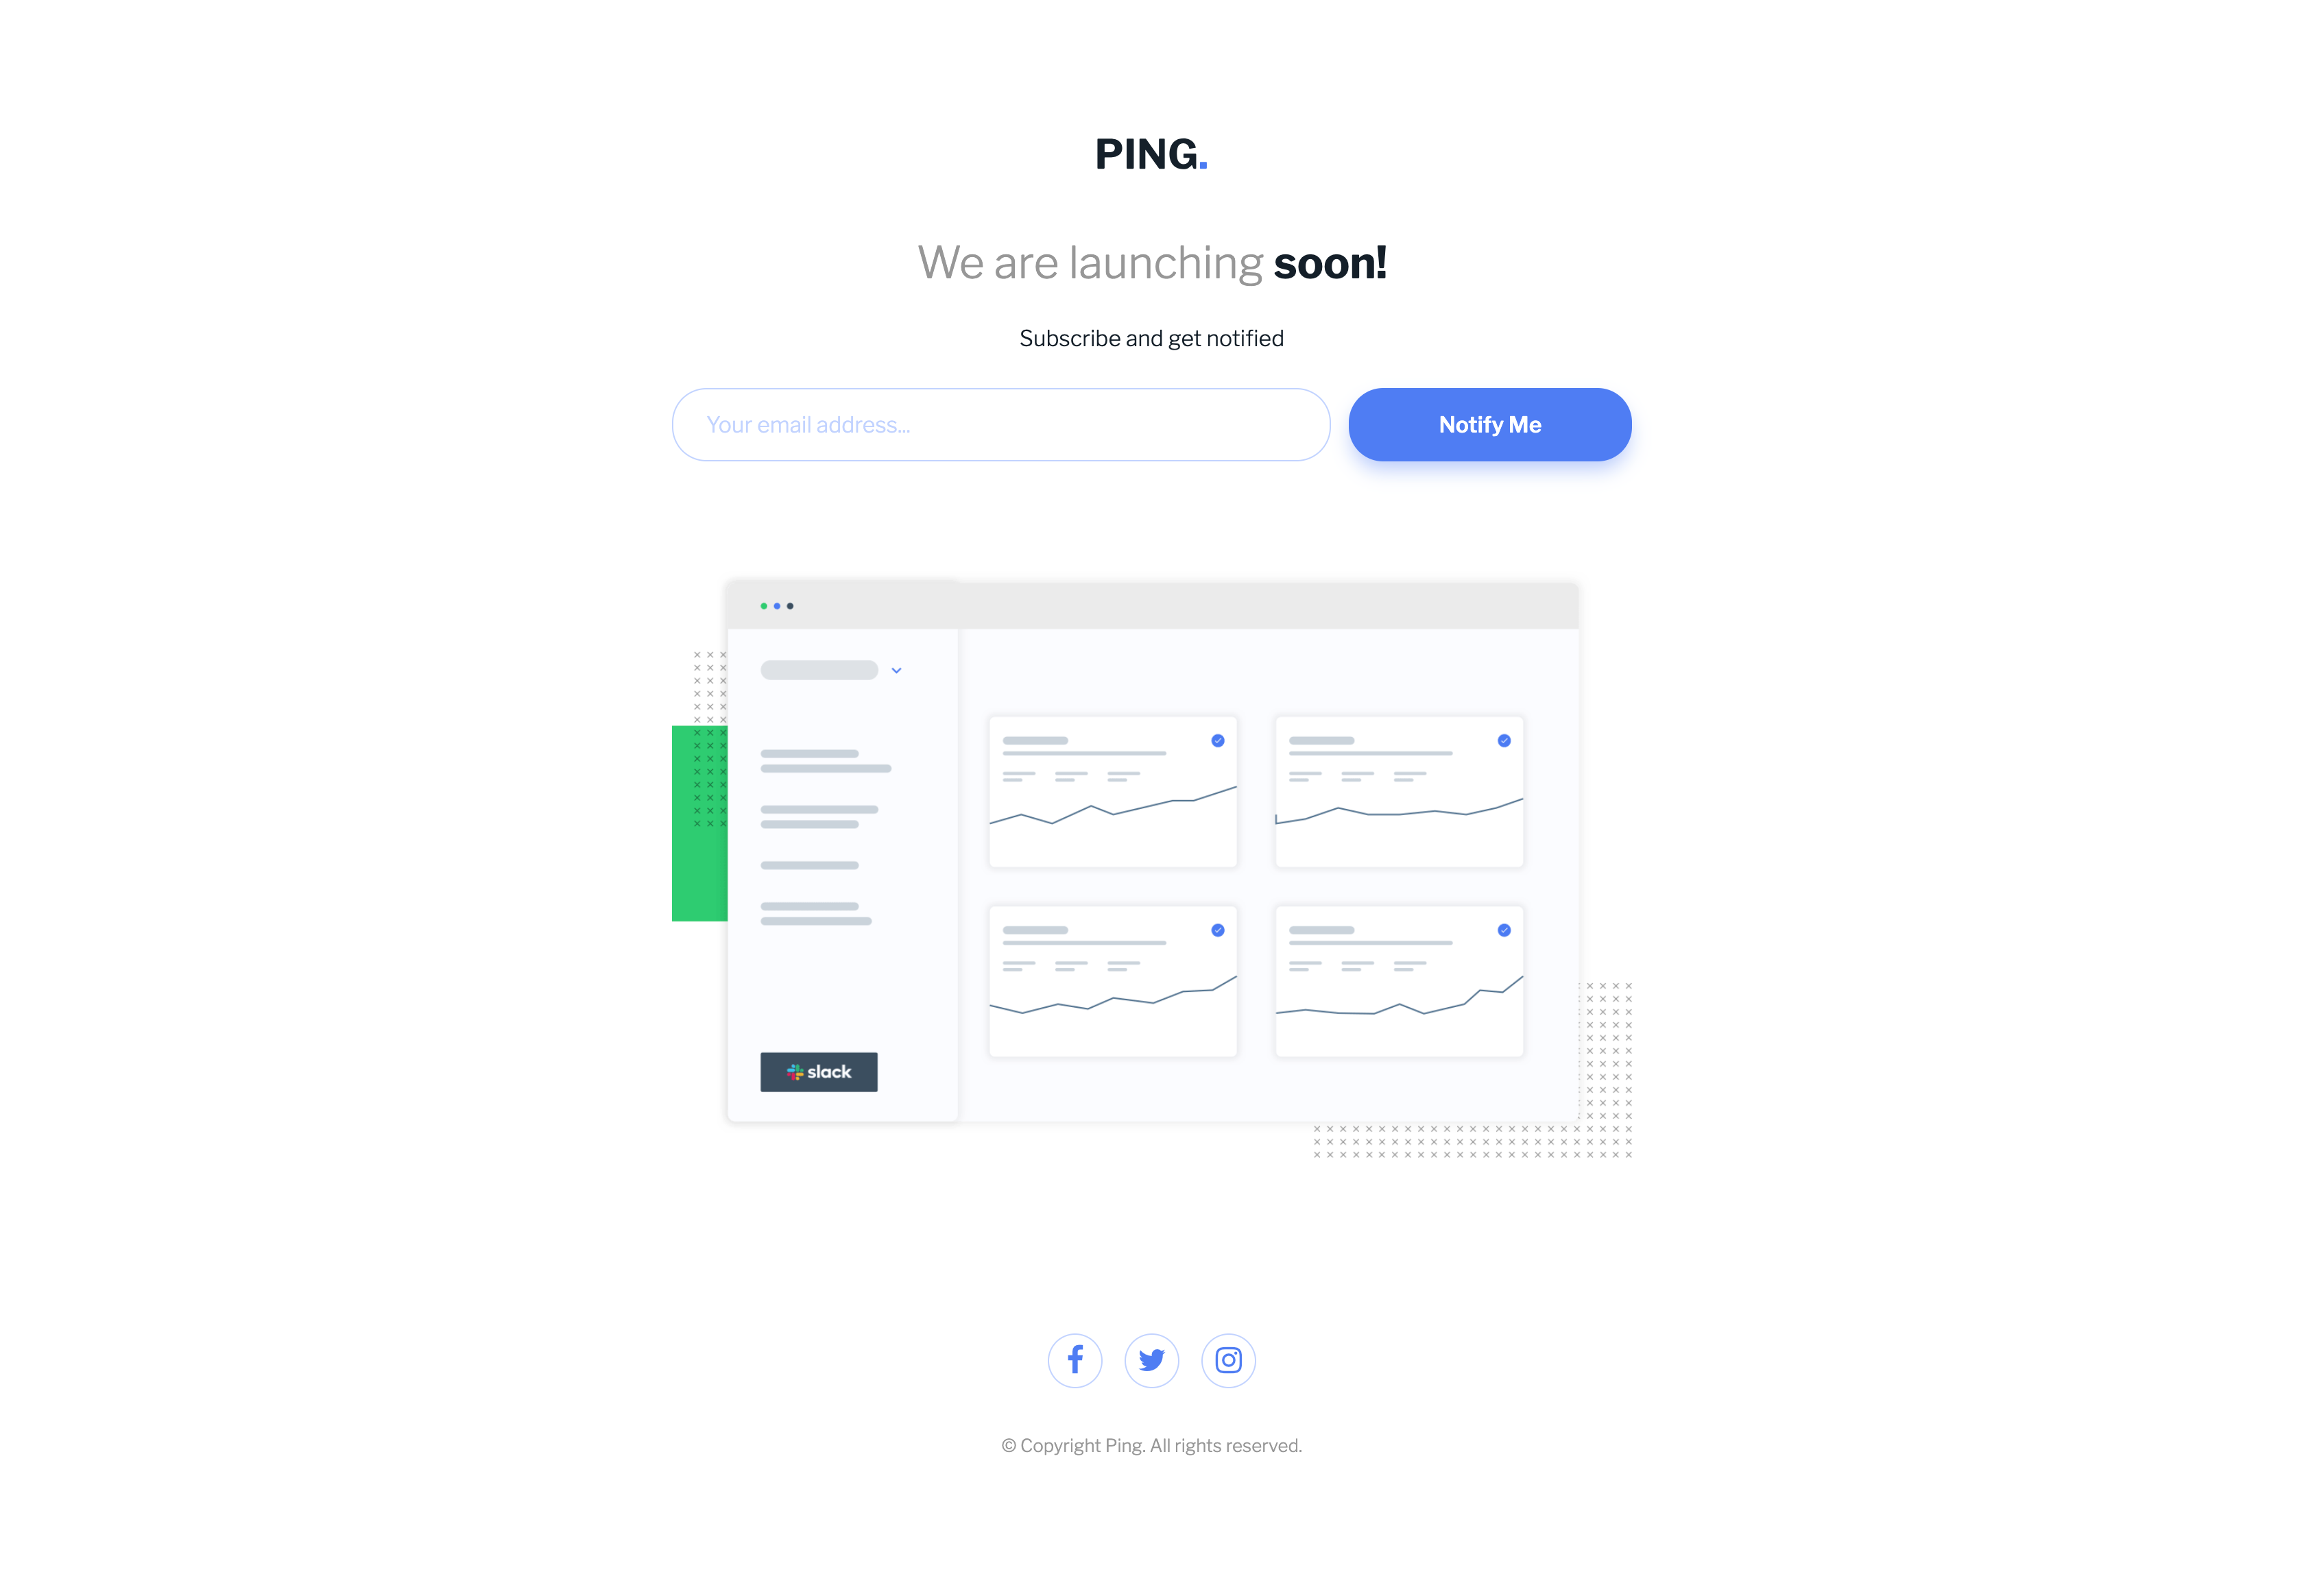 PING.
We are launching soon!
Subscribe and get notified
Your email address...
Notify Me
slack
© Copyright Ping. All rights reserved.